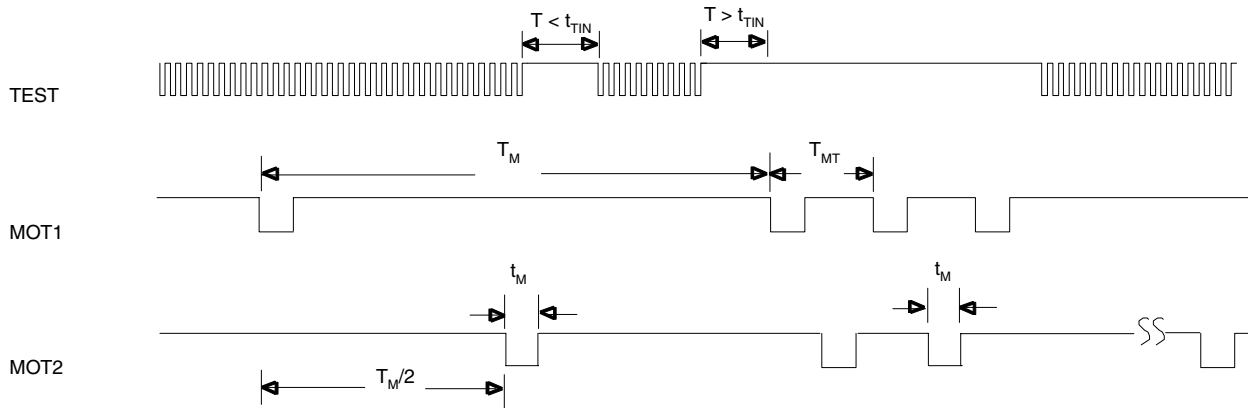 T < tTIN
T > tTIN
TEST
TM
TMT
MOT1
tM
tM
MOT2
TM/2